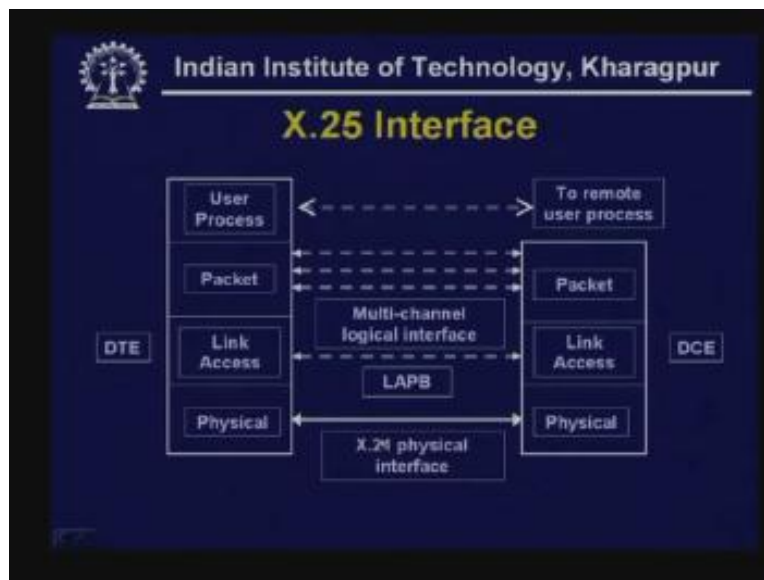 Indian Institute of Technology, Kharagpur
X.25 Interface
User
Process
To remote
user process
Packet
Packet
Multi-channel
logical interface
DTE
Link
Access
Link
Access
DCE
LAPB
Physical
Physical
X.21 physical
interface